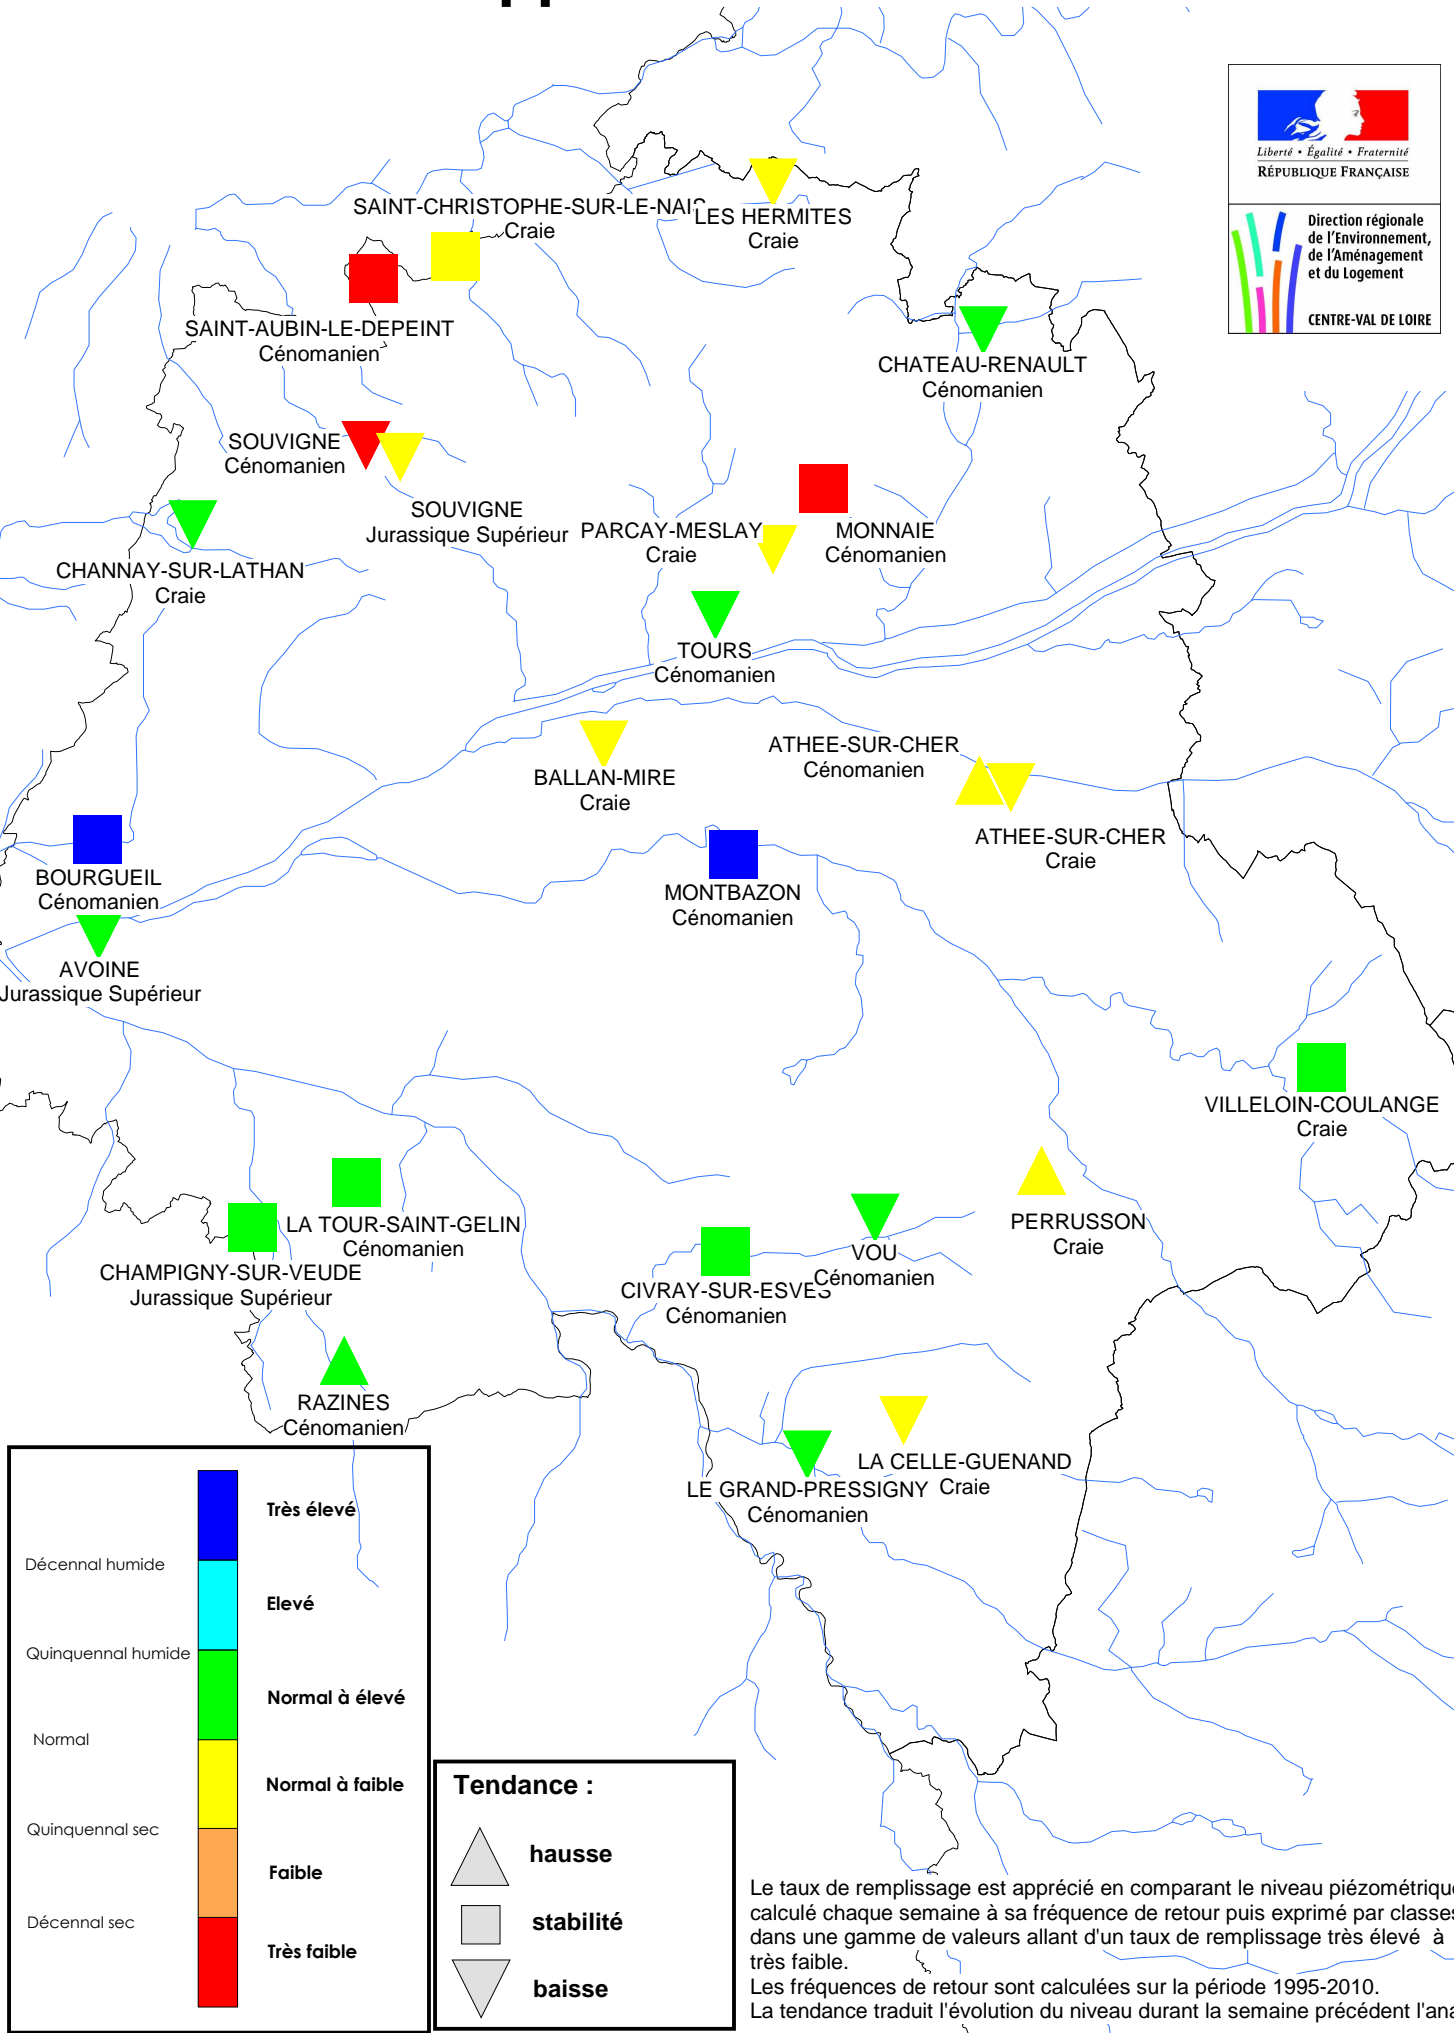 Liberté • Égalité • Fraternité
RÉPUBLIQUE FRANÇAISE
Direction régionale
de l'Environnement,
de l'Aménagement
et du Logement
CENTRE-VAL DE LOIRE
SAINT-CHRISTOPHE-SUR-LE-NAIS
Craie
LES HERMITES
Craie
SAINT-AUBIN-LE-DEPEINT
Cénomanien
CHATEAU-RENAULT
Cénomanien
SOUVIGNE
Cénomanien
SOUVIGNE
Jurassique Supérieur
PARCAY-MESLAY
Craie
MONNAIE
Cénomanien
CHANNAY-SUR-LATHAN
Craie
TOURS
Cénomanien
ATHEE-SUR-CHER
Cénomanien
BALLAN-MIRE
Craie
ATHEE-SUR-CHER
Craie
BOURGUEIL
Cénomanien
MONTBAZON
Cénomanien
AVOINE
Jurassique Supérieur
VILLELOIN-COULANGE
Craie
LA TOUR-SAINT-GELIN
Cénomanien
PERRUSSON
Craie
VOU
Cénomanien
CHAMPIGNY-SUR-VEUDE
Jurassique Supérieur
CIVRAY-SUR-ESVES
Cénomanien
RAZINES
Cénomanien
LA CELLE-GUENAND
Craie
LE GRAND-PRESSIGNY
Cénomanien
Très élevé
Décennal humide
Elevé
Quinquennal humide
Normal à élevé
Normal
Normal à faible
Quinquennal sec
Faible
Décennal sec
Très faible
Tendance :
hausse
stabilité
baisse
Le taux de remplissage est apprécié en comparant le niveau piézométrique
calculé chaque semaine à sa fréquence de retour puis exprimé par classes
dans une gamme de valeurs allant d'un taux de remplissage très élevé à
très faible.
Les fréquences de retour sont calculées sur la période 1995-2010.
La tendance traduit l'évolution du niveau durant la semaine précédent l'ana